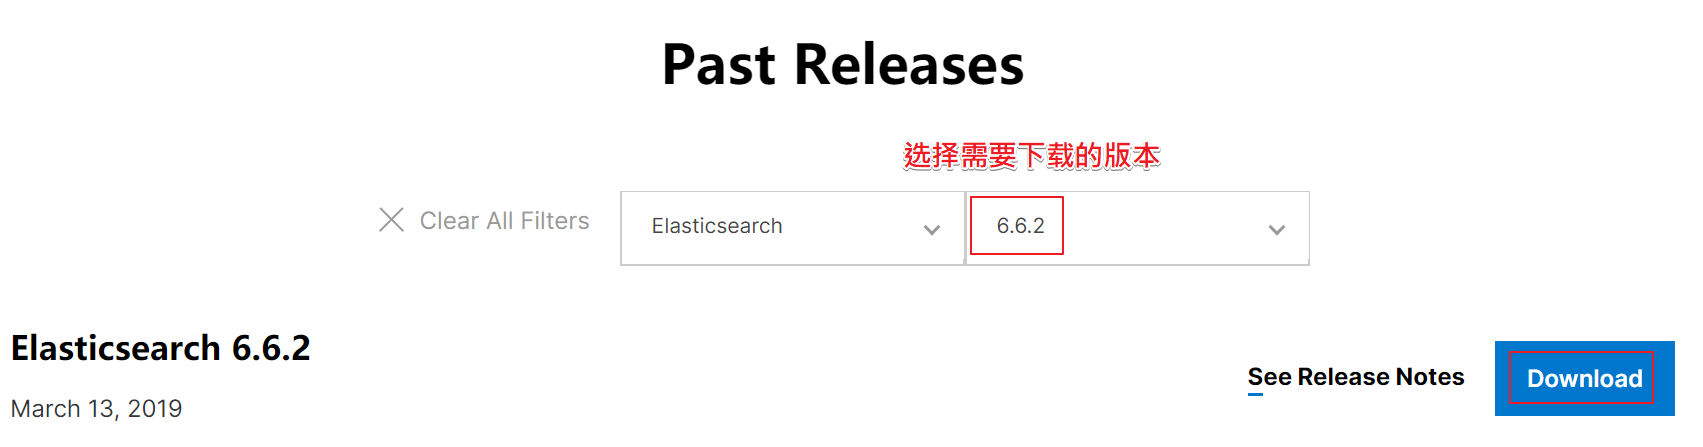 Past Releases
选择需要下载的版本
Clear All Filters
Elasticsearch
6.6.2
Elasticsearch 6.6.2
See Release Notes
Download
March 13, 2019